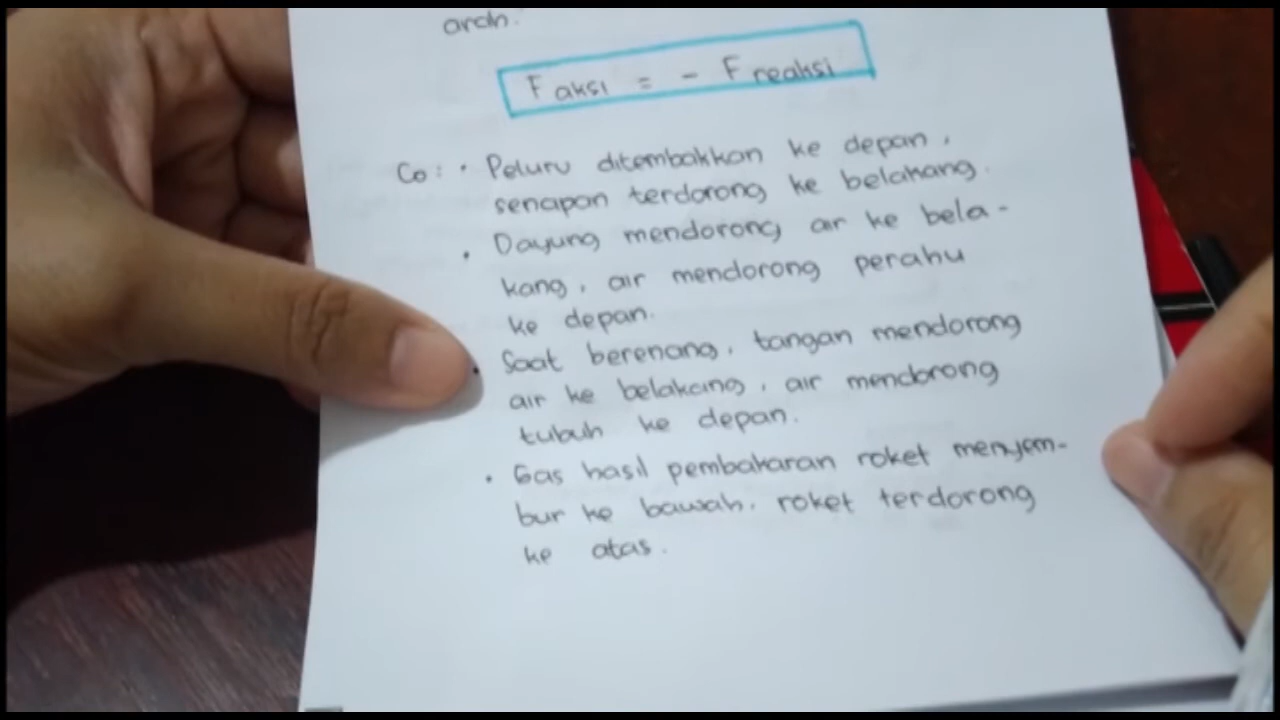 arah.
F aksi = - F reaksi
Co : • Peluru ditembakkan ke depan,
senapan terdorong ke belakang.
• Dayung mendorong air ke bela-
kang, air mendorong perahu
ke depan.
• Saat berenang, tangan mendorong
air ke belakang, air mendorong
tubuh ke depan.
• Gas hasil pembakaran roket menyem-
bur ke bawah, roket terdorong
ke atas.